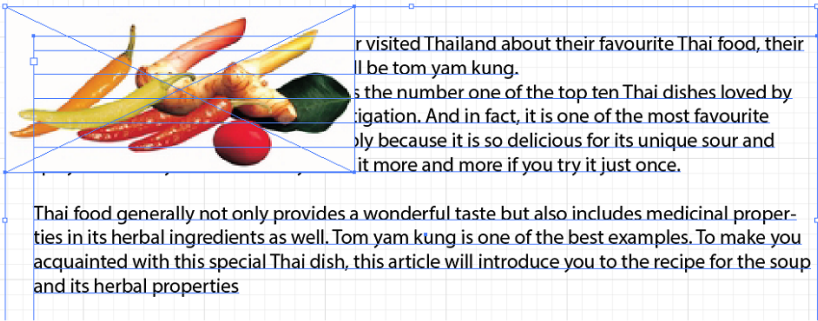 r visited Thailand about their favourite Thai food, their
ll be tom yam kung.
s the number one of the top ten Thai dishes loved by
tigation. And in fact, it is one of the most favourite
bly because it is so delicious for its unique sour and
it more and more if you try it just once.
Thai food generally not only provides a wonderful taste but also includes medicinal proper-
ties in its herbal ingredients as well. Tom yam kung is one of the best examples. To make you
acquainted with this special Thai dish, this article will introduce you to the recipe for the soup
and its herbal properties